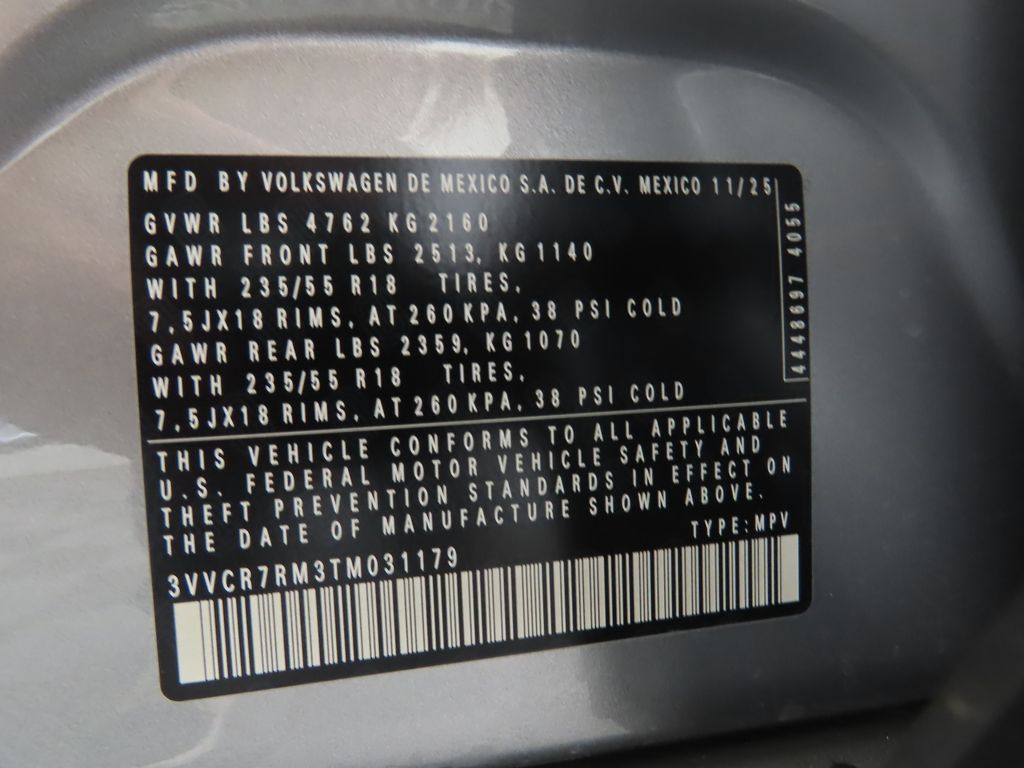 MFD BY VOLKSWAGEN DE MEXICO S.A. DE C.V. MEXICO 11/25
GVWR LBS 4762 KG 2160
GAWR FRONT LBS 2513, KG 1140
WITH 235/55 R18 TIRES,
7,5JX18 RIMS, AT 260 KPA, 38 PSI COLD
GAWR REAR LBS 2359, KG 1070
WITH 235/55 R18 TIRES,
7,5JX18 RIMS, AT 260 KPA, 38 PSI COLD
4448697 4055
THIS VEHICLE CONFORMS TO ALL APPLICABLE
U.S. FEDERAL MOTOR VEHICLE SAFETY AND
THEFT PREVENTION STANDARDS IN EFFECT ON
THE DATE OF MANUFACTURE SHOWN ABOVE.
TYPE: MPV
3VVCR7RM3TM031179